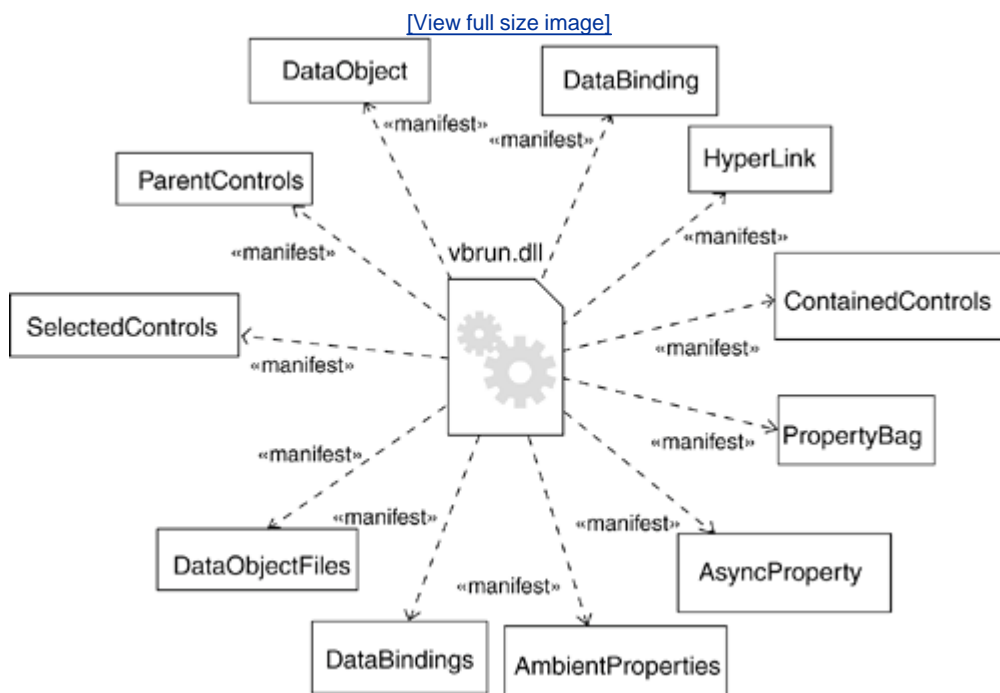 [View full size image]
DataObject
DataBinding
«manifest»
«manifest»
HyperLink
ParentControls
«manifest»
«manifest»
vbrun.dll
ContainedControls
SelectedControls
«manifest»
«manifest»
PropertyBag
«manifest»
«manifest»
«manifest»
«manifest»
DataObjectFiles
AsyncProperty
«manifest»
DataBindings
AmbientProperties